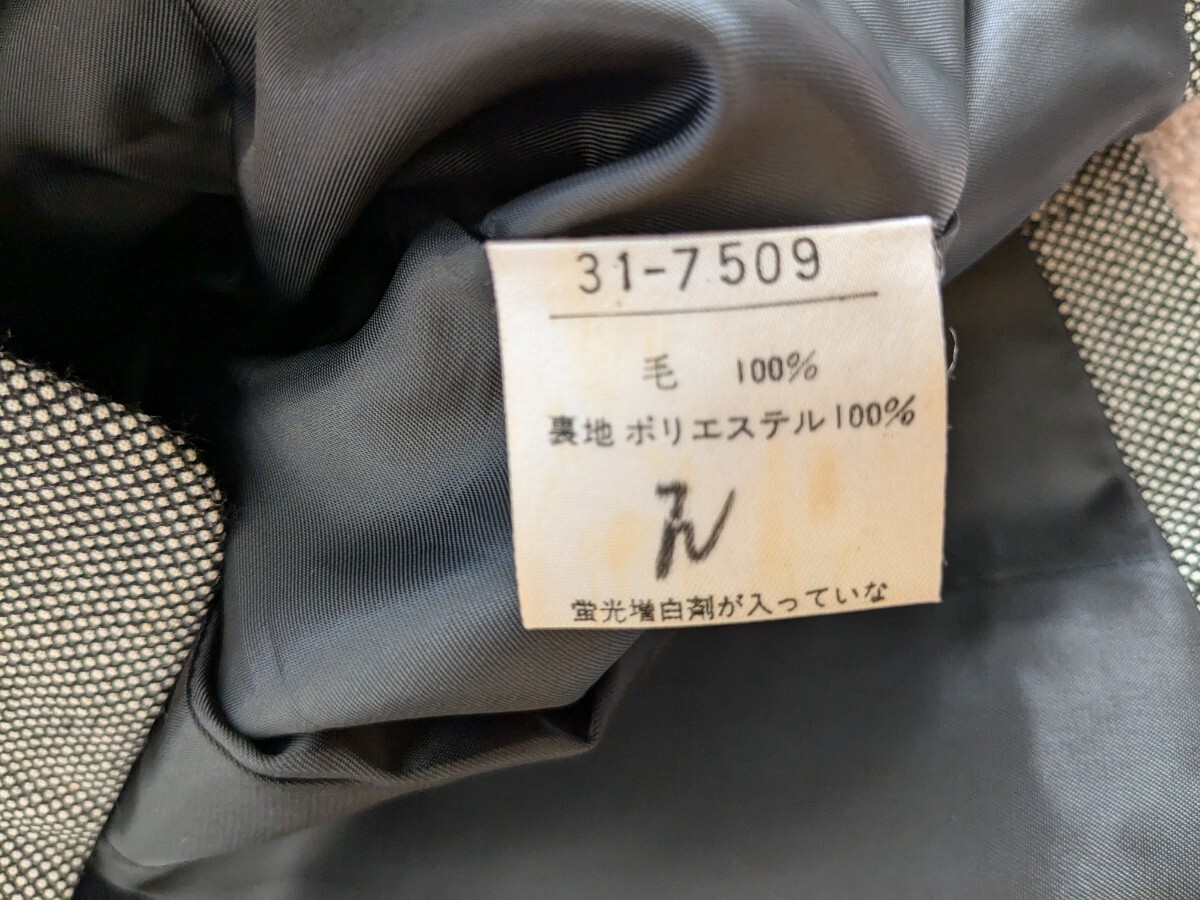 31-7509
毛 100%
裏地 ポリエステル100%
蛍光増白剤が入っていな